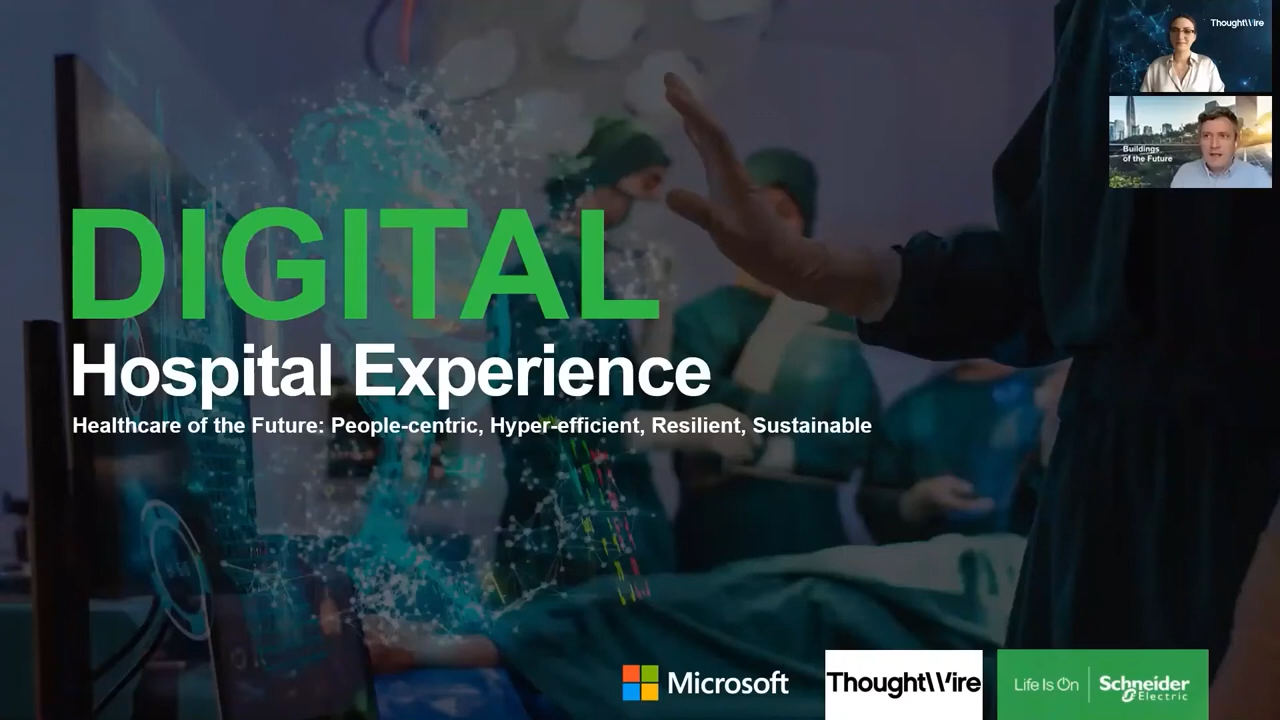 ThoughtWire
Buildings
of the Future
DIGITAL
Hospital Experience
Healthcare of the Future: People-centric, Hyper-efficient, Resilient, Sustainable
Microsoft
ThoughtWire
Life Is On
Schneider
Electric